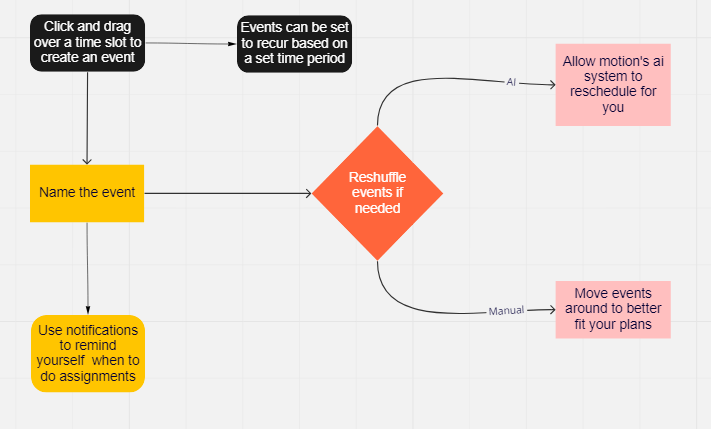 Click and drag
over a time slot to
create an event
Events can be set
to recur based on
a set time period
Allow motion's ai
system to
reschedule for
you
AI
Name the event
Reshuffle
events if
needed
Manual
Move events
around to better
fit your plans
Use notifications
to remind
yourself  when to
do assignments